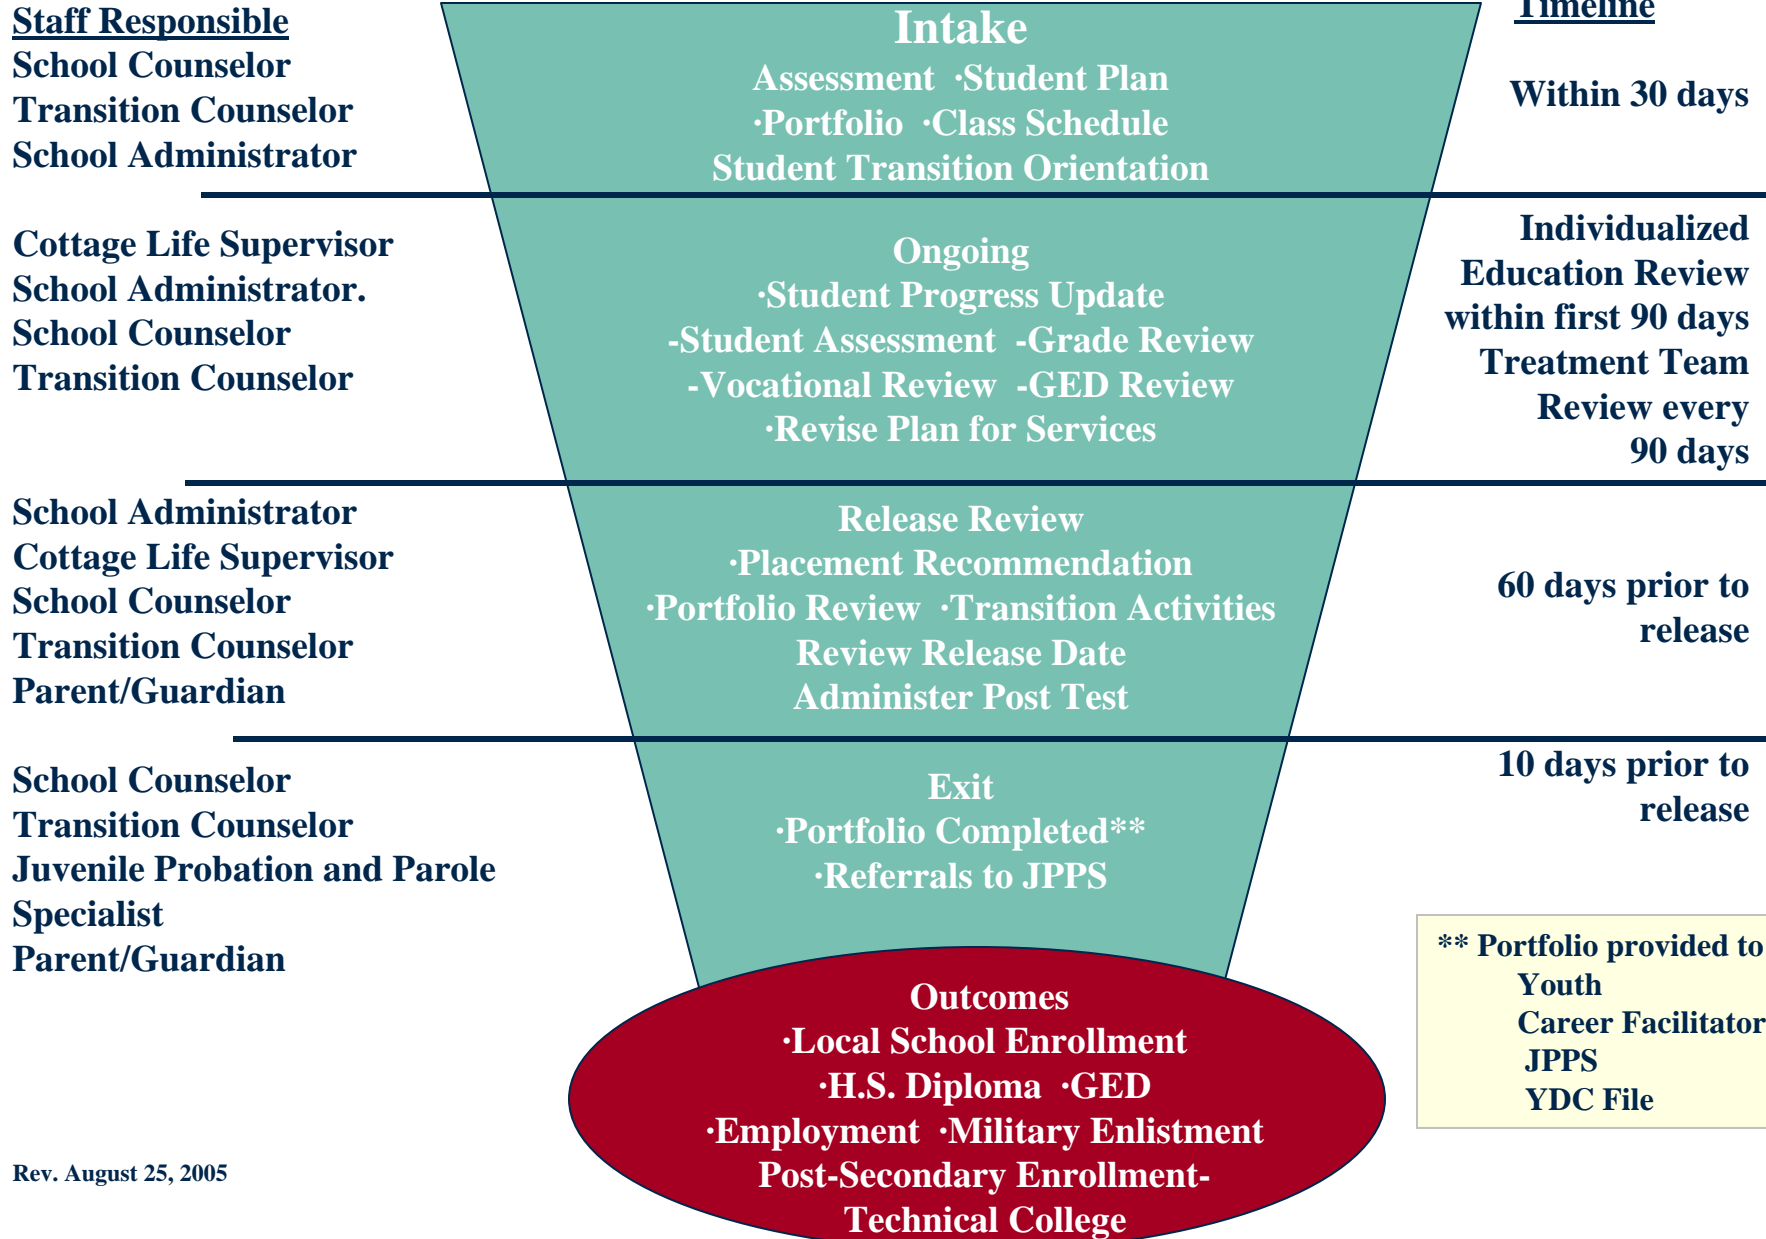 Staff Responsible
School Counselor
Transition Counselor
School Administrator
Intake
Assessment ·Student Plan
·Portfolio ·Class Schedule
Student Transition Orientation
Timeline
Within 30 days
Cottage Life Supervisor
School Administrator.
School Counselor
Transition Counselor
Ongoing
·Student Progress Update
-Student Assessment -Grade Review
-Vocational Review -GED Review
·Revise Plan for Services
Individualized
Education Review
within first 90 days
Treatment Team
Review every
90 days
School Administrator
Cottage Life Supervisor
School Counselor
Transition Counselor
Parent/Guardian
Release Review
·Placement Recommendation
·Portfolio Review ·Transition Activities
Review Release Date
Administer Post Test
60 days prior to
release
School Counselor
Transition Counselor
Juvenile Probation and Parole
Specialist
Parent/Guardian
Exit
·Portfolio Completed**
·Referrals to JPPS
10 days prior to
release
** Portfolio provided to
Youth
Career Facilitator
JPPS
YDC File
Outcomes
·Local School Enrollment
·H.S. Diploma ·GED
·Employment ·Military Enlistment
Post-Secondary Enrollment-
Technical College
Rev. August 25, 2005